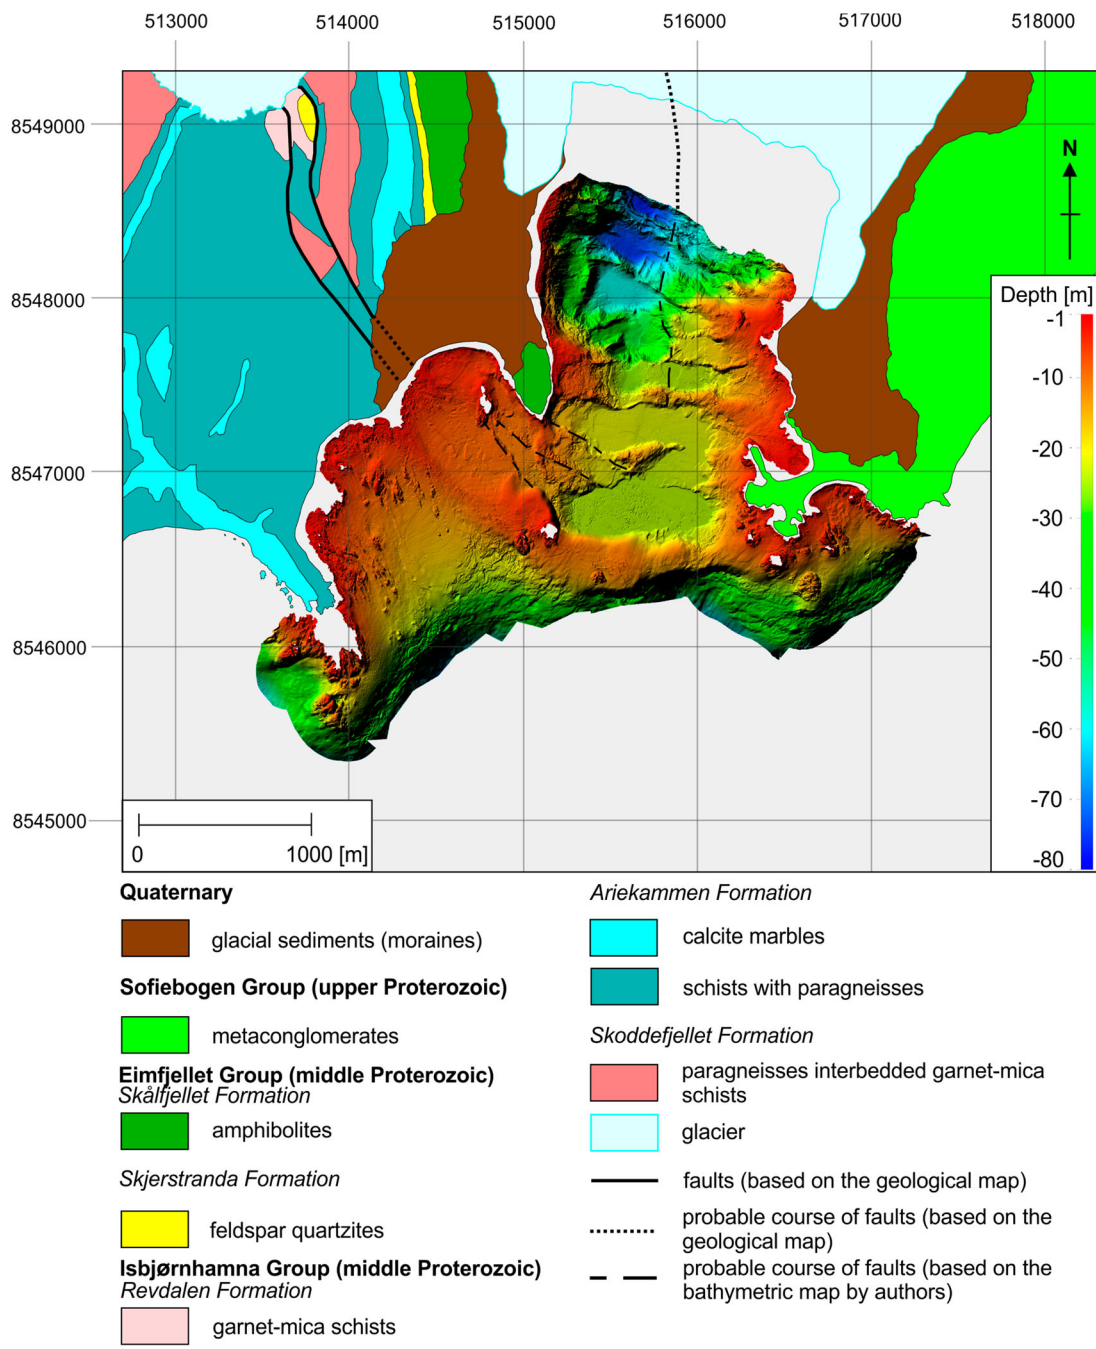 513000 514000 515000 516000 517000 518000
8549000
8548000
8547000
8546000
8545000
N
Depth [m]
-1
-10
-20
-30
-40
-50
-60
-70
-80
0 1000 [m]
Quaternary
glacial sediments (moraines)
Sofiebogen Group (upper Proterozoic)
metaconglomerates
Eimfjellet Group (middle Proterozoic)
Skålfjellet Formation
amphibolites
Skjerstranda Formation
feldspar quartzites
Isbjørnhamna Group (middle Proterozoic)
Revdalen Formation
garnet-mica schists
Ariekammen Formation
calcite marbles
schists with paragneisses
Skoddefjellet Formation
paragneisses interbedded garnet-mica
schists
glacier
faults (based on the geological map)
probable course of faults (based on the
geological map)
probable course of faults (based on the
bathymetric map by authors)